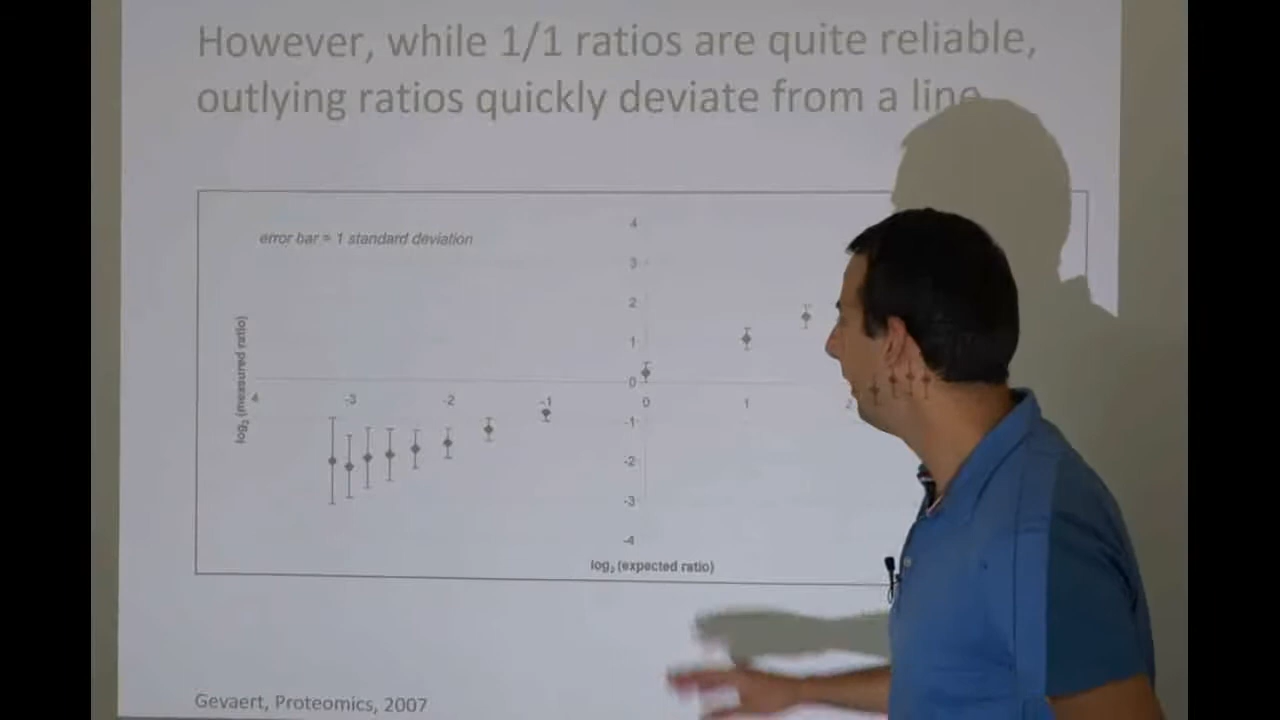 However, while 1/1 ratios are quite reliable,
outlying ratios quickly deviate from a line
error bar = 1 standard deviation
4
3
2
1
0
-1
-2
-3
-4
4
-3
-2
-1
0
1
2
log₂ (measured ratio)
log₂ (expected ratio)
Gevaert, Proteomics, 2007